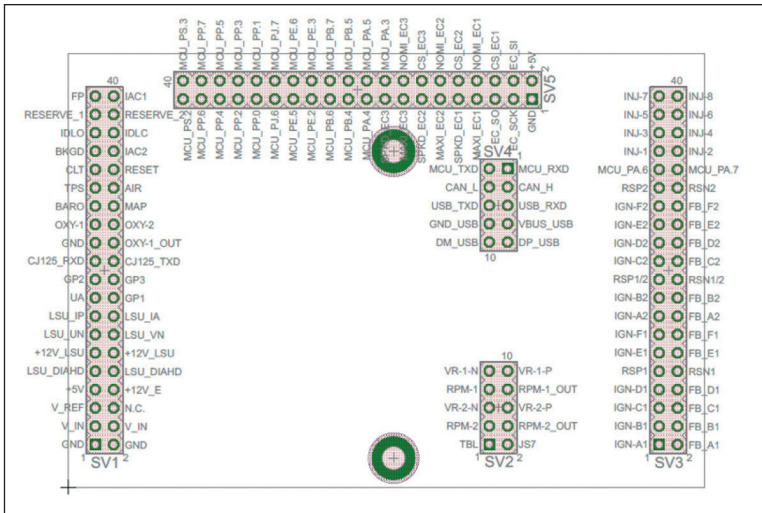 MCU_PS.3
MCU_PP.7
MCU_PP.5
MCU_PP.3
MCU_PP.1
MCU_PJ.7
MCU_PE.6
MCU_PE.3
MCU_PB.7
MCU_PB.5
MCU_PA.5
MCU_PA.3
NOMI_EC3
CS_EC3
NOMI_EC2
CS_EC2
NOMI_EC1
CS_EC1
EC_SI
+5V
40
2
1
SV5
MCU_PS.2
MCU_PP.6
MCU_PP.4
MCU_PP.2
MCU_PP.0
MCU_PJ.6
MCU_PE.5
MCU_PE.2
MCU_PB.6
MCU_PB.4
MCU_PA.4
SPKD_EC2
MAXI_EC2
SPKD_EC1
MAXI_EC1
EC_SO
EC_SCK
GND
40
FP IAC1
RESERVE_1 RESERVE_2
IDLO IDLC
BKGD IAC2
CLT RESET
TPS AIR
BARO MAP
OXY-1 OXY-2
GND OXY-1_OUT
CJ125_RXD CJ125_TXD
GP2 GP3
UA GP1
LSU_IP LSU_IA
LSU_UN LSU_VN
+12V_LSU +12V_LSU
LSU_DIAHD LSU_DIAHD
+5V +12V_E
V_REF N.C.
V_IN V_IN
GND GND
1 SV1 2
SV4 1
MCU_TXD MCU_RXD
CAN_L CAN_H
USB_TXD USB_RXD
GND_USB VBUS_USB
DM_USB DP_USB
10
10
VR-1-N VR-1-P
RPM-1 RPM-1_OUT
VR-2-N VR-2-P
RPM-2 RPM-2_OUT
TBL JS7
1 SV2 2
40
INJ-7 INJ-8
INJ-5 INJ-6
INJ-3 INJ-4
INJ-1 INJ-2
MCU_PA.6 MCU_PA.7
RSP2 RSN2
IGN-F2 FB_F2
IGN-E2 FB_E2
IGN-D2 FB_D2
IGN-C2 FB_C2
RSP1/2 RSN1/2
IGN-B2 FB_B2
IGN-A2 FB_A2
IGN-F1 FB_F1
IGN-E1 FB_E1
RSP1 RSN1
IGN-D1 FB_D1
IGN-C1 FB_C1
IGN-B1 FB_B1
IGN-A1 FB_A1
1 SV3 2